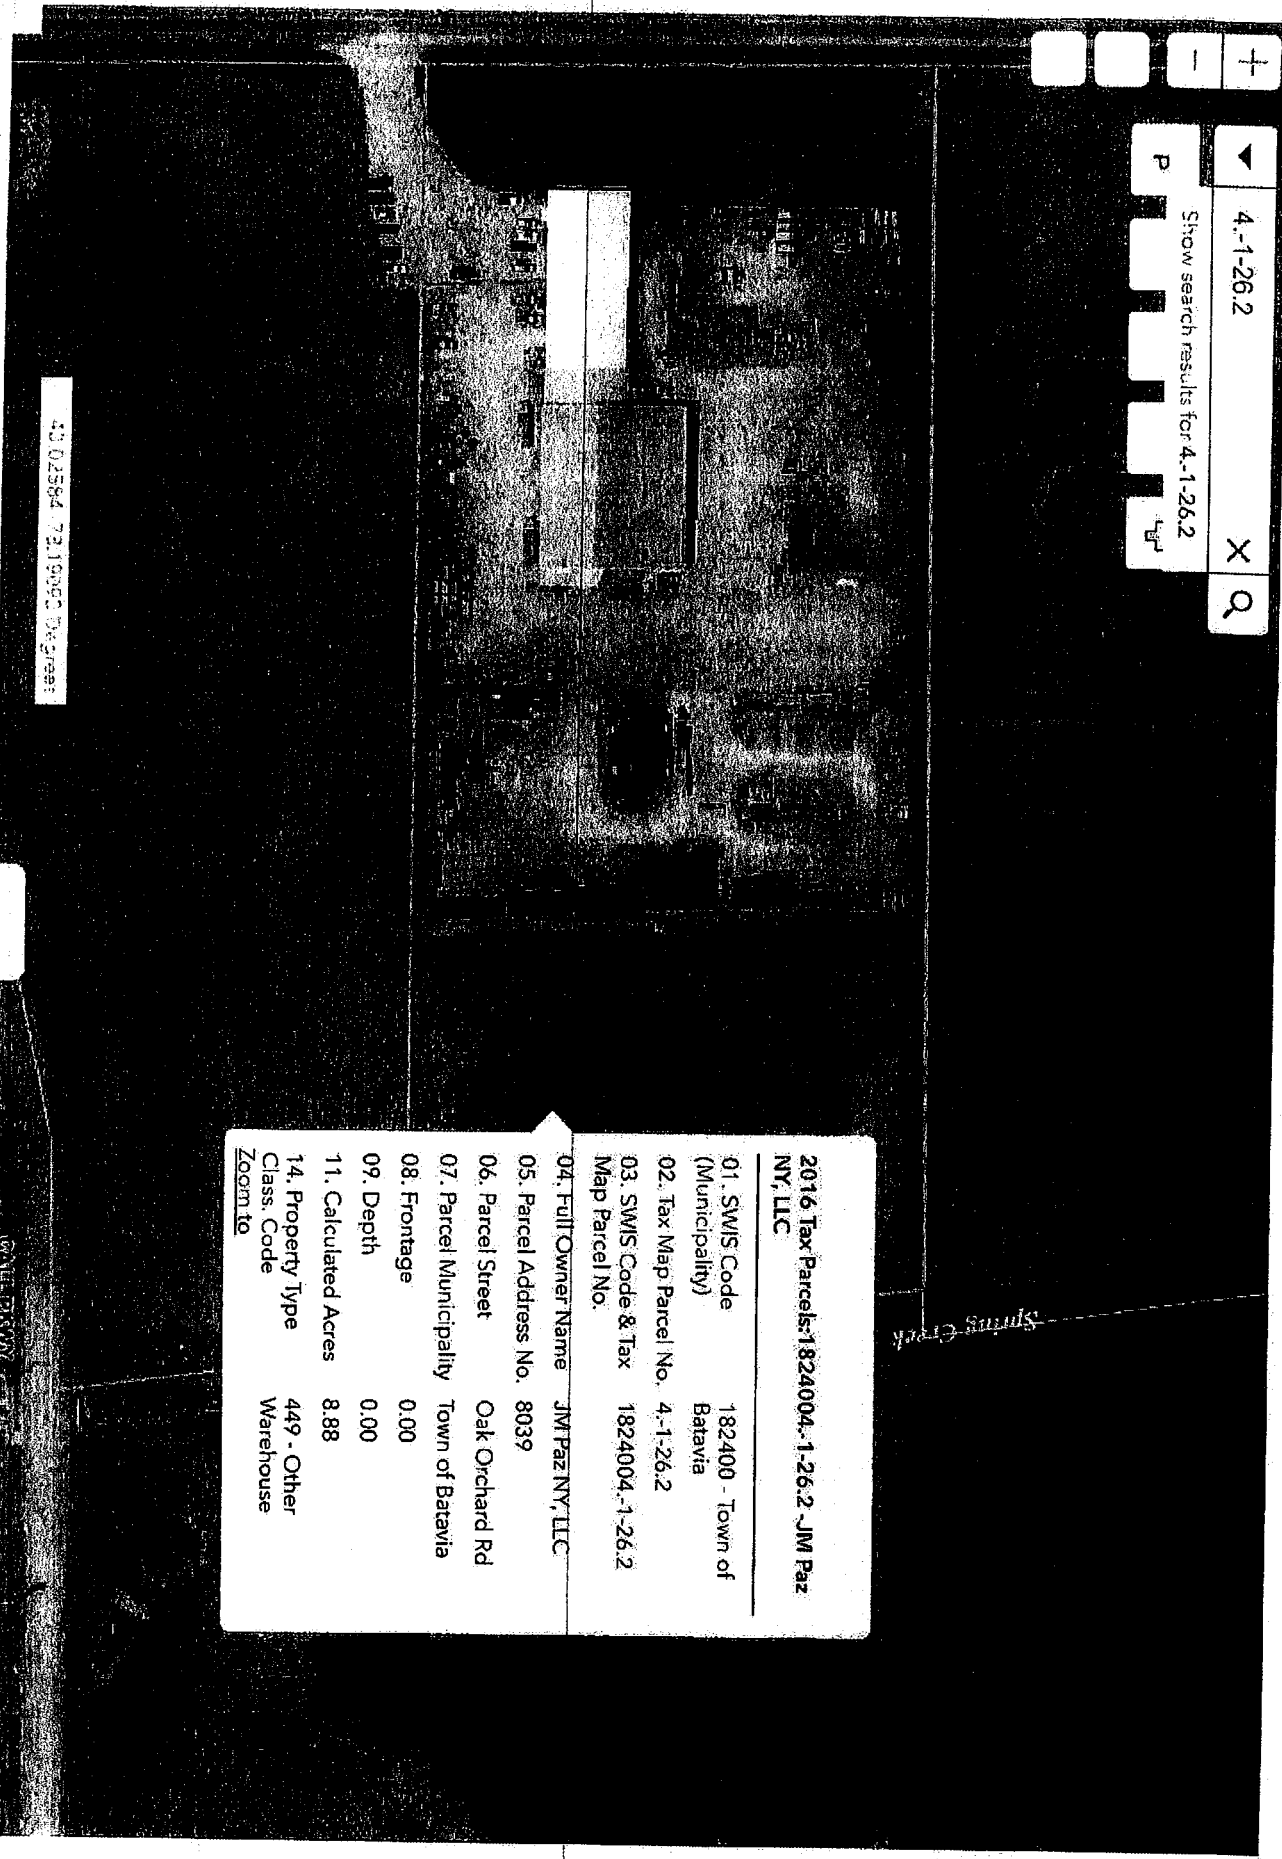 +
−
4.-1-26.2
X
Show search results for 4.-1-26.2
P
2016 Tax Parcels:1824004.-1-26.2 -JM Paz
NY, LLC
01. SWIS Code 182400 - Town of
(Municipality) Batavia
02. Tax Map Parcel No. 4.-1-26.2
03. SWIS Code & Tax 1824004.-1-26.2
Map Parcel No.
04. Full Owner Name JM Paz NY, LLC
05. Parcel Address No. 8039
06. Parcel Street Oak Orchard Rd
07. Parcel Municipality Town of Batavia
08. Frontage 0.00
09. Depth 0.00
11. Calculated Acres 8.88
14. Property Type 449 - Other
Class. Code Warehouse
Zoom to
Spring Creek
Degrees